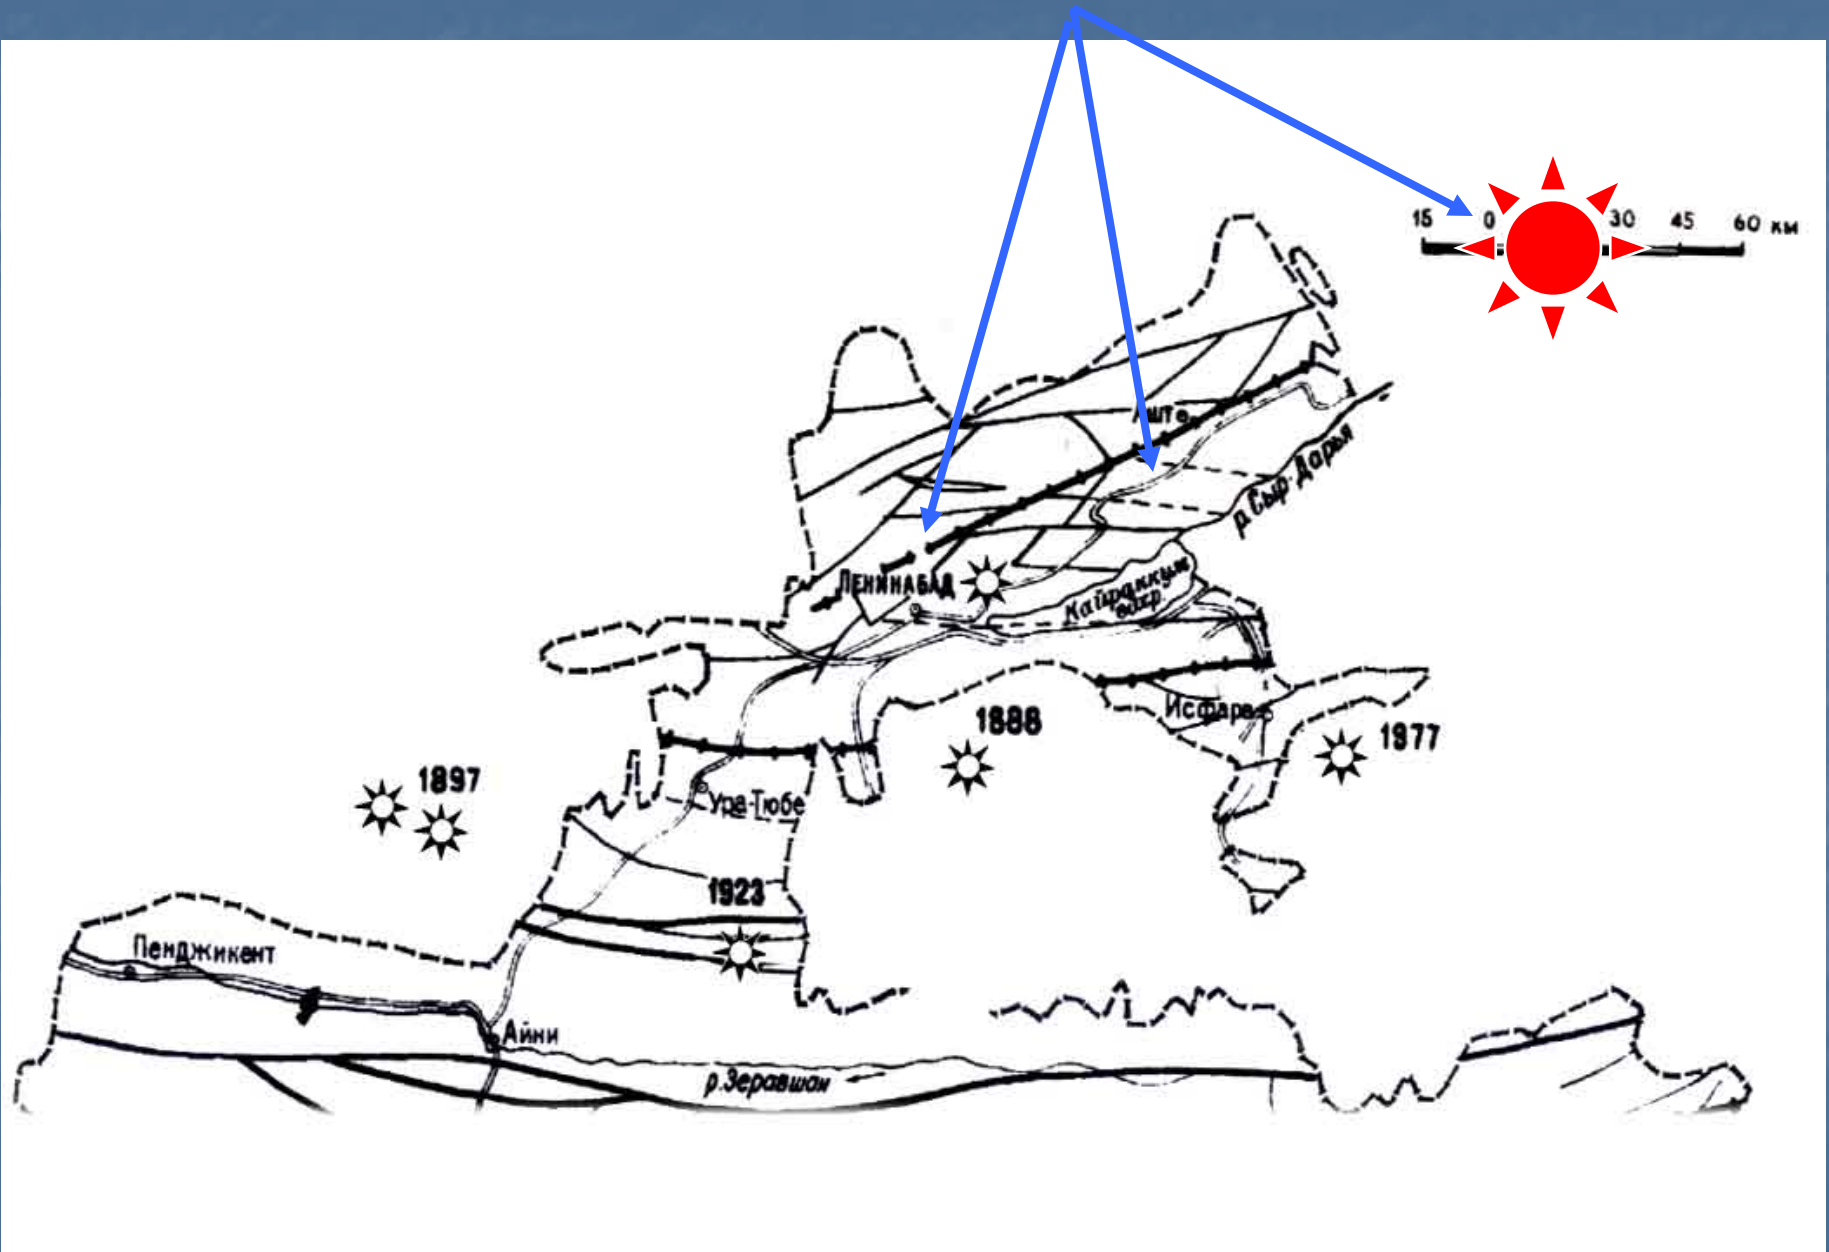 15 0 30 45 60 км
Ашт
р. Сыр-Дарья
Ленинабад
Кайраккум
вдхр.
Исфара
1888
1977
1897
Ура-Тюбе
1923
Пенджикент
Айни
р. Зеравшан